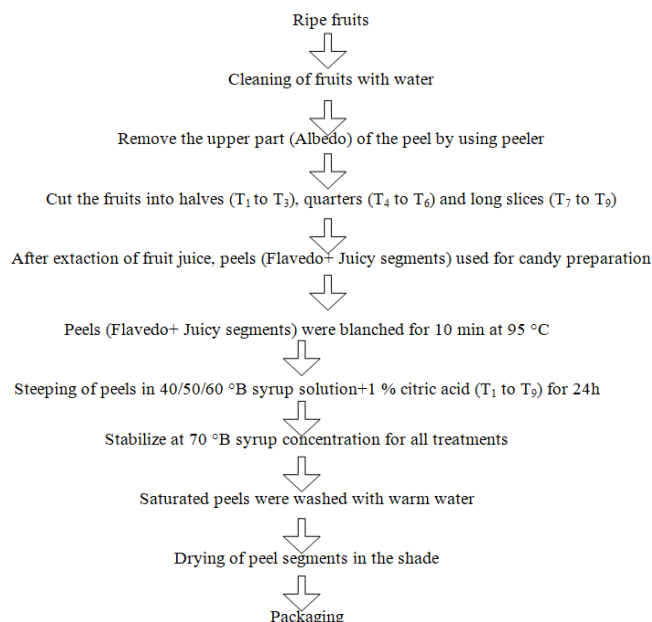 Ripe fruits
Cleaning of fruits with water
Remove the upper part (Albedo) of the peel by using peeler
Cut the fruits into halves (T₁ to T₃), quarters (T₄ to T₆) and long slices (T₇ to T₉)
After extaction of fruit juice, peels (Flavedo+ Juicy segments) used for candy preparation
Peels (Flavedo+ Juicy segments) were blanched for 10 min at 95 °C
Steeping of peels in 40/50/60 °B syrup solution+1 % citric acid (T₁ to T₉) for 24h
Stabilize at 70 °B syrup concentration for all treatments
Saturated peels were washed with warm water
Drying of peel segments in the shade
Packaging